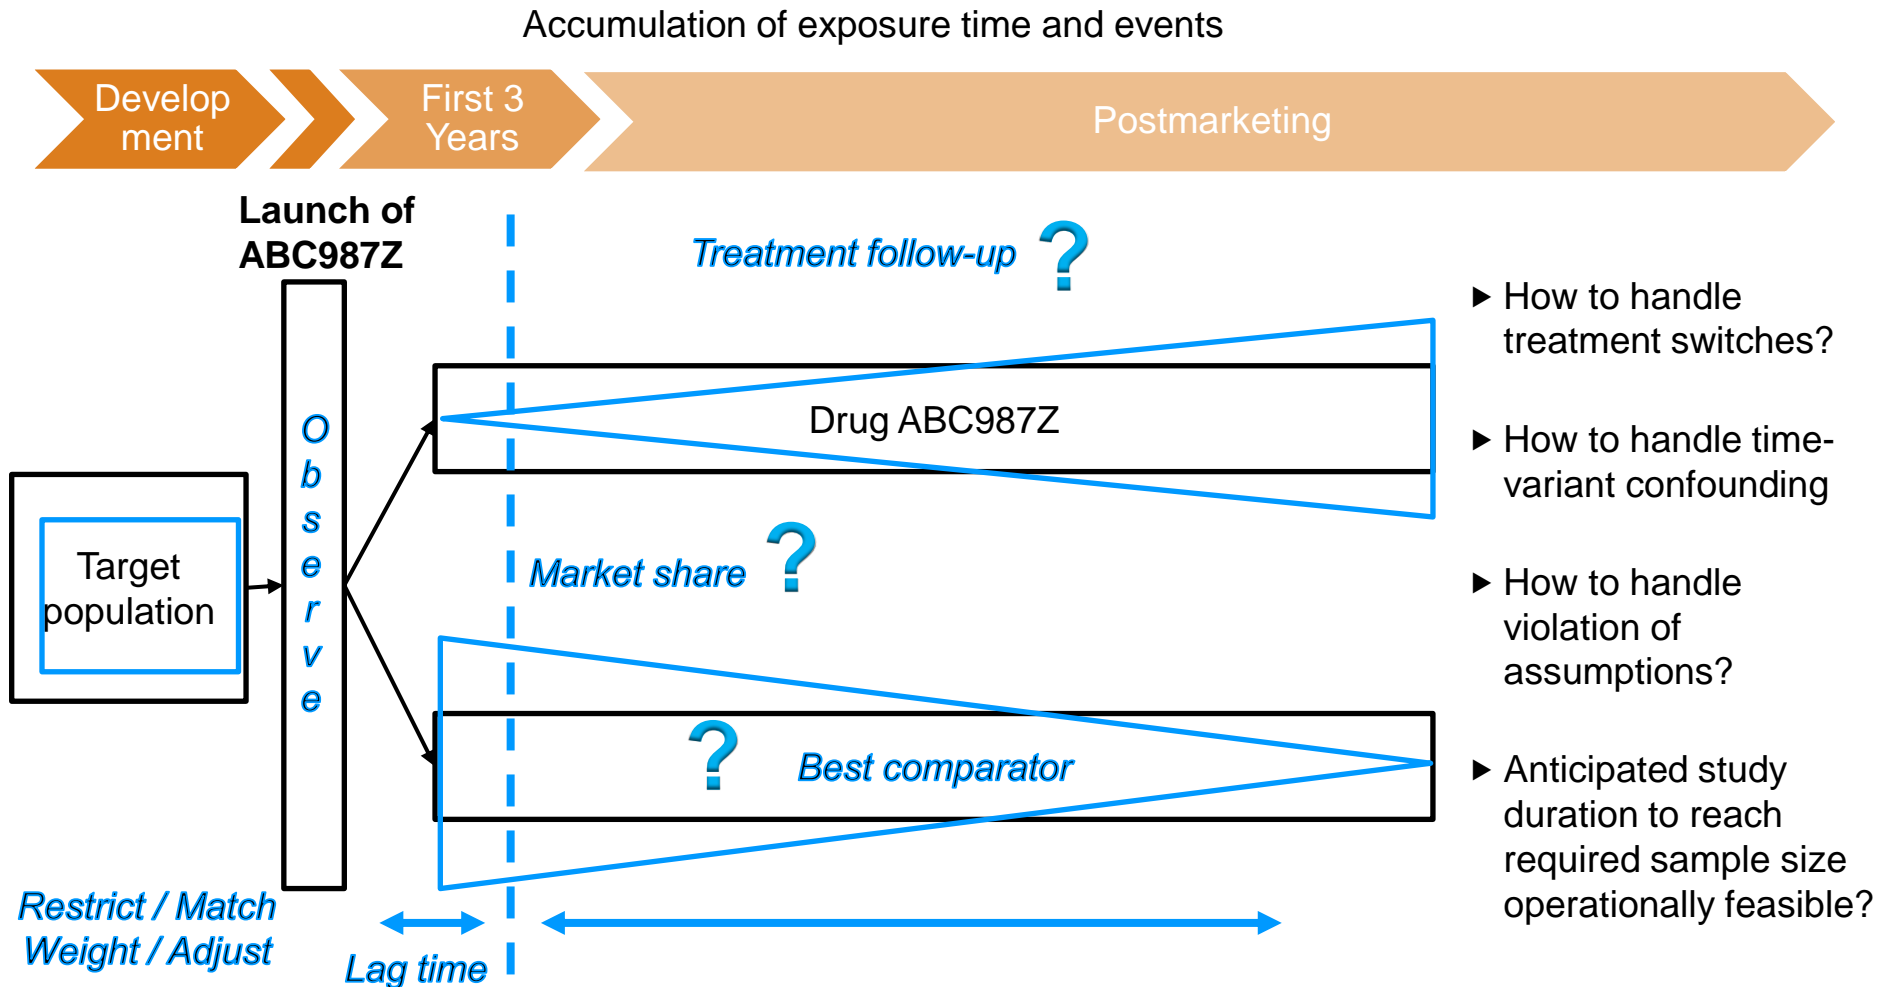 Accumulation of exposure time and events
Develop
ment
First 3
Years
Postmarketing
Launch of
ABC987Z
Treatment follow-up ?
Observe
Drug ABC987Z
Target
population
Market share ?
? Best comparator
Restrict / Match
Weight / Adjust
Lag time
► How to handle
treatment switches?
► How to handle time-
variant confounding
► How to handle
violation of
assumptions?
► Anticipated study
duration to reach
required sample size
operationally feasible?